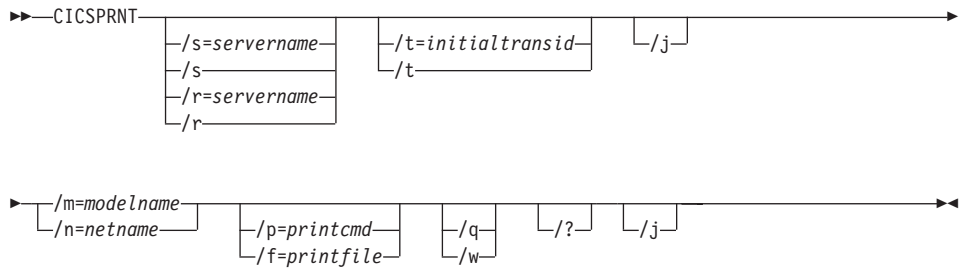 CICSPRNT
/s=servername
/s
/r=servername
/r
/t=initialtransid
/t
/j
/m=modelname
/n=netname
/p=printcmd
/f=printfile
/q
/w
/?
/j